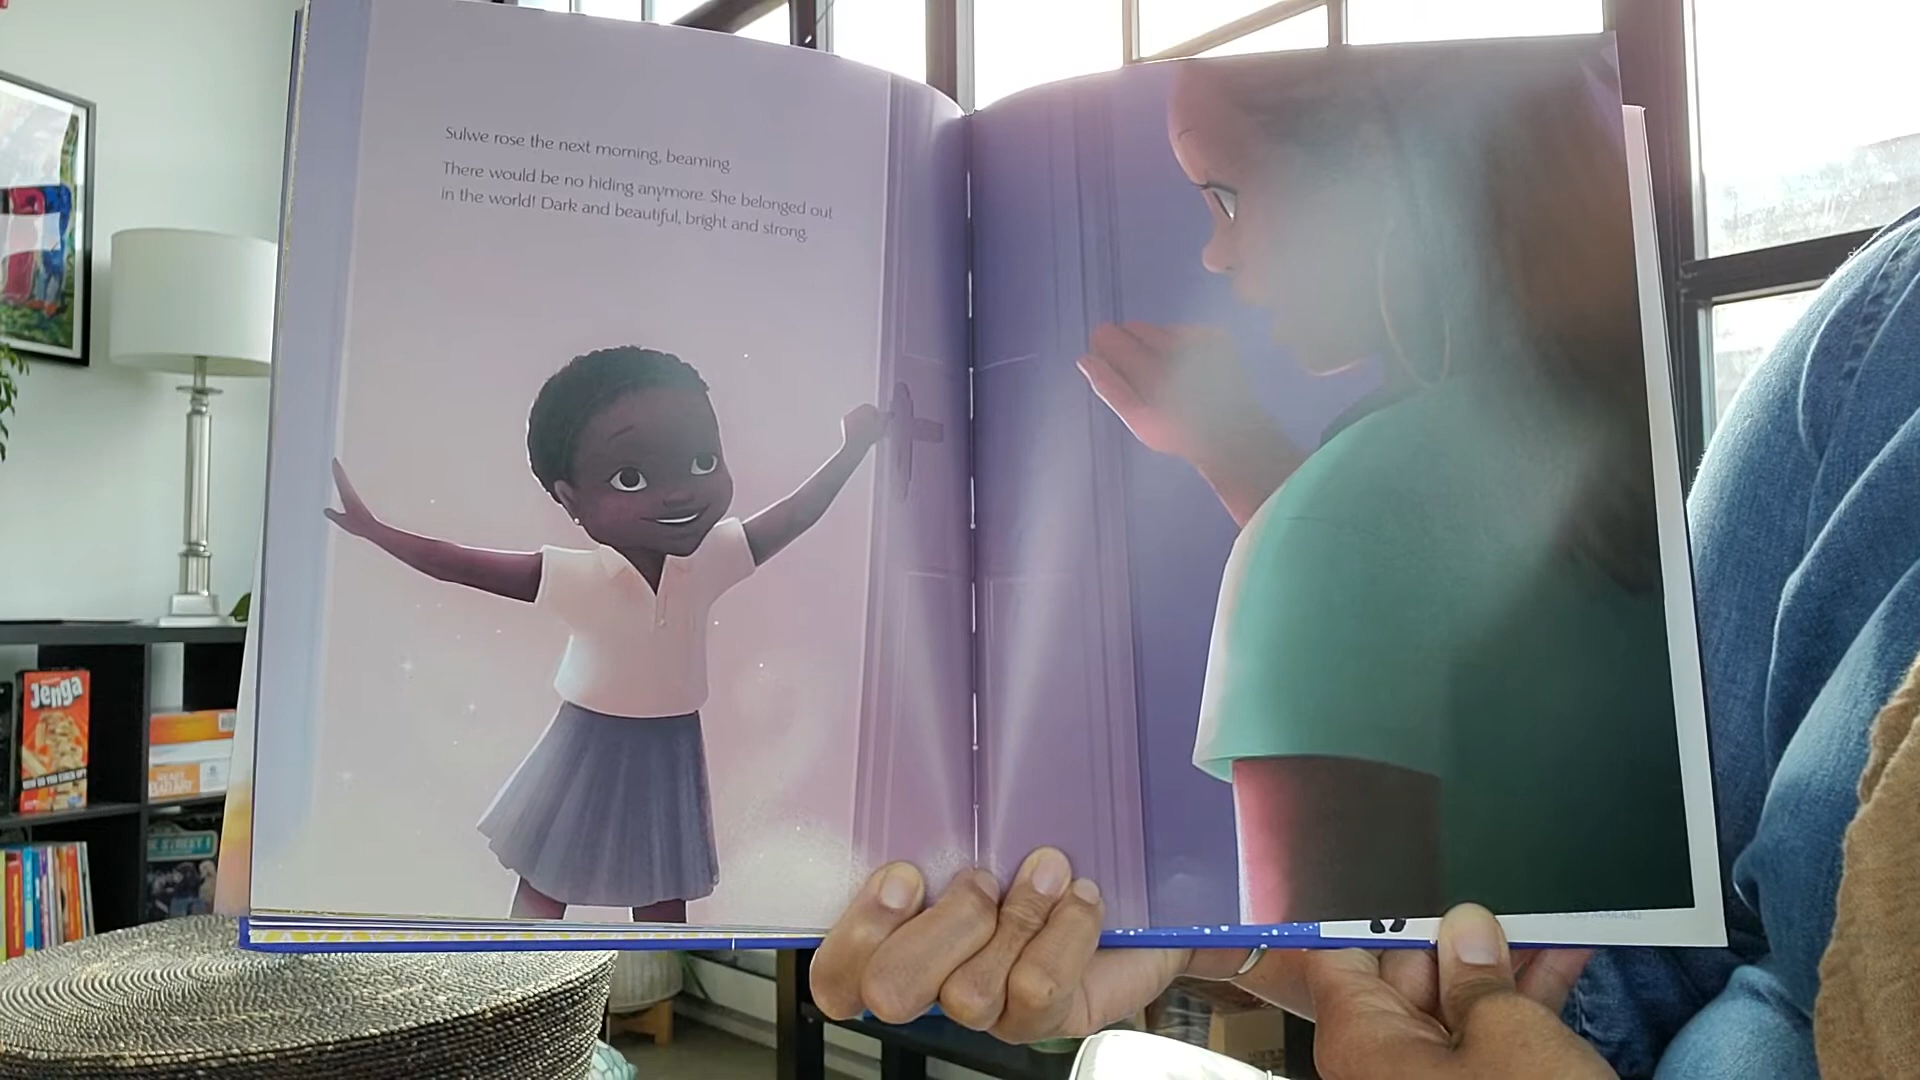 Sulwe rose the next morning, beaming.
There would be no hiding anymore. She belonged out
in the world! Dark and beautiful, bright and strong.
Jenga